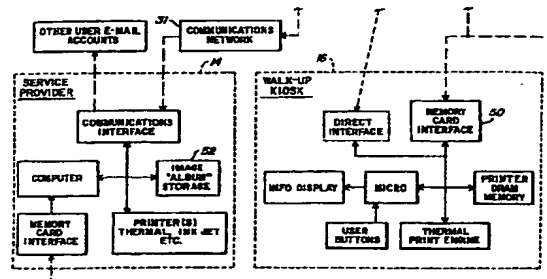 OTHER USER E-MAIL
ACCOUNTS
31
COMMUNICATIONS
NETWORK
14
SERVICE
PROVIDER
COMMUNICATIONS
INTERFACE
52
COMPUTER
IMAGE
"ALBUM"
STORAGE
MEMORY
CARD
INTERFACE
PRINTER(S)
THERMAL, INK JET
ETC.
16
WALK-UP
KIOSK
DIRECT
INTERFACE
MEMORY
CARD
INTERFACE
50
INFO DISPLAY
MICRO
PRINTER
DRAM
MEMORY
USER
BUTTONS
THERMAL
PRINT ENGINE